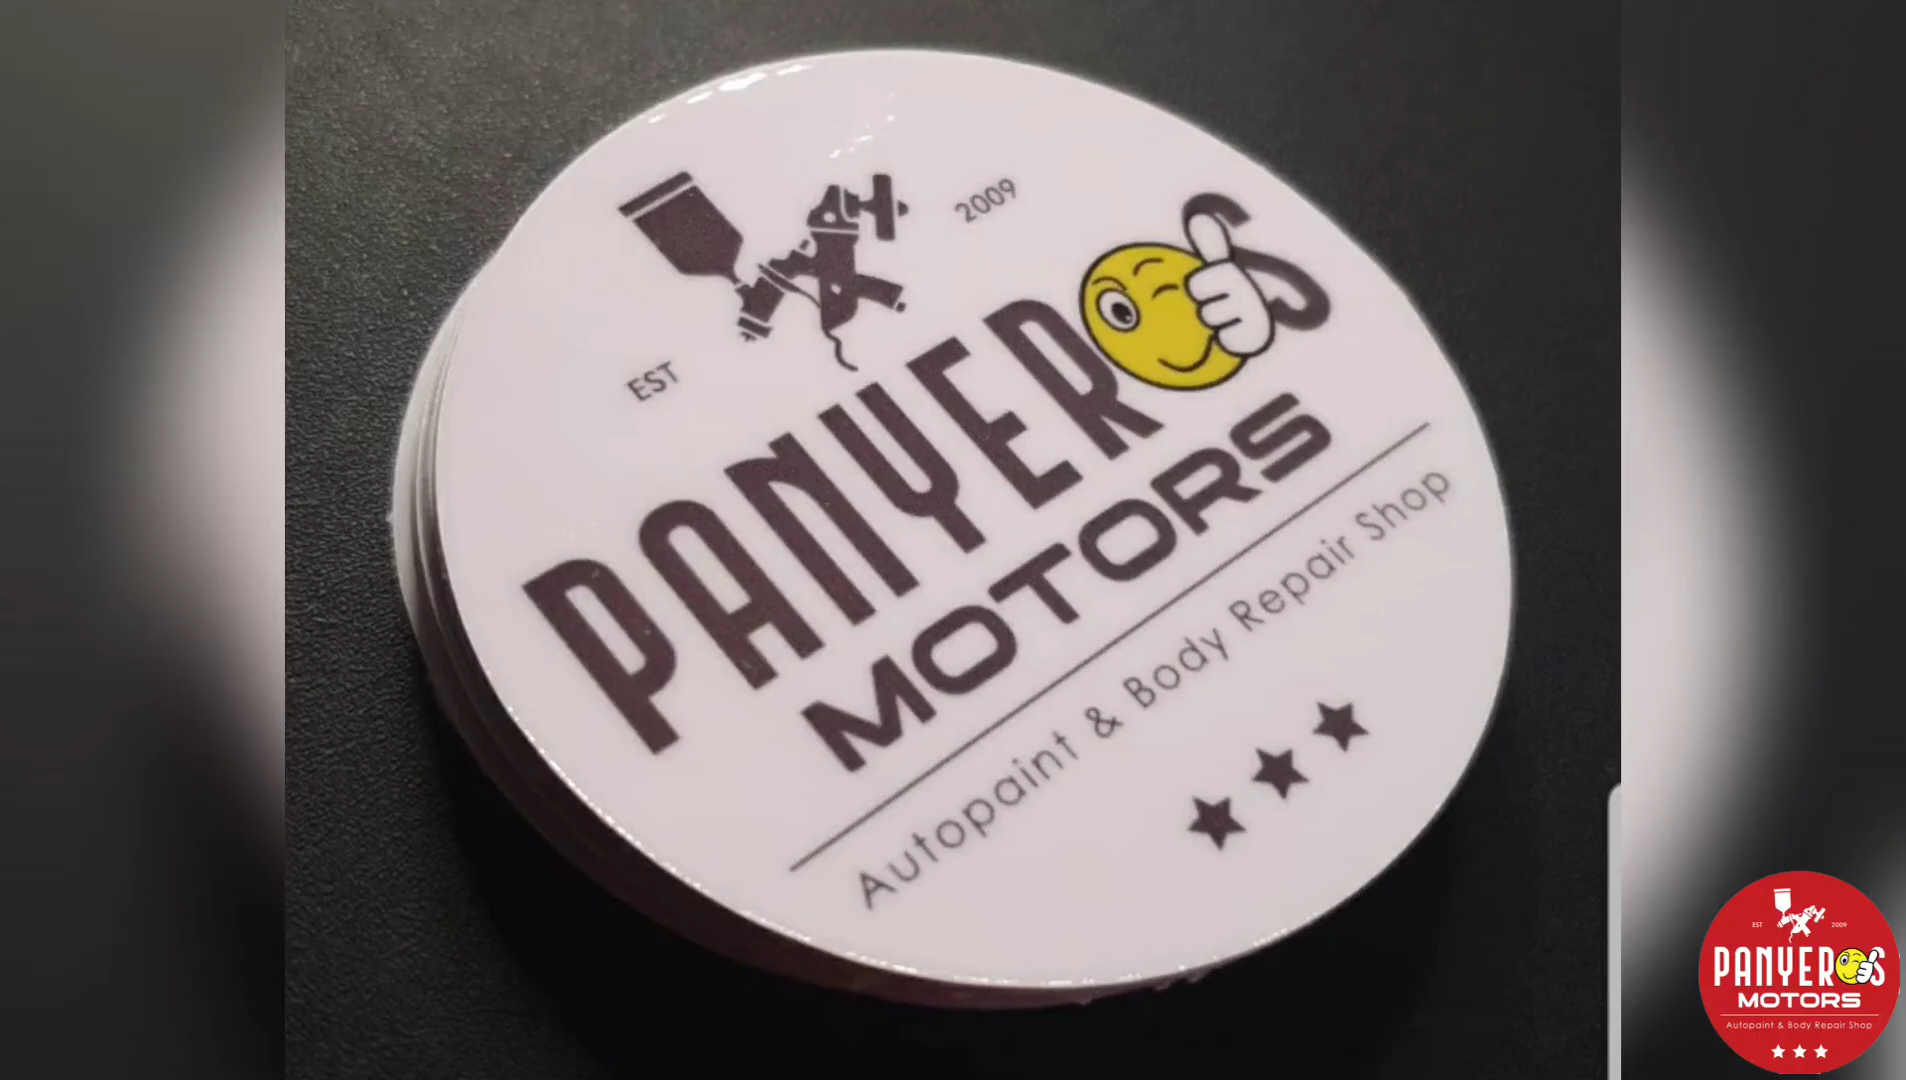 EST 2009
PANYEROS
MOTORS
Autopaint & Body Repair Shop
EST 2009
PANYEROS
MOTORS
Autopaint & Body Repair Shop